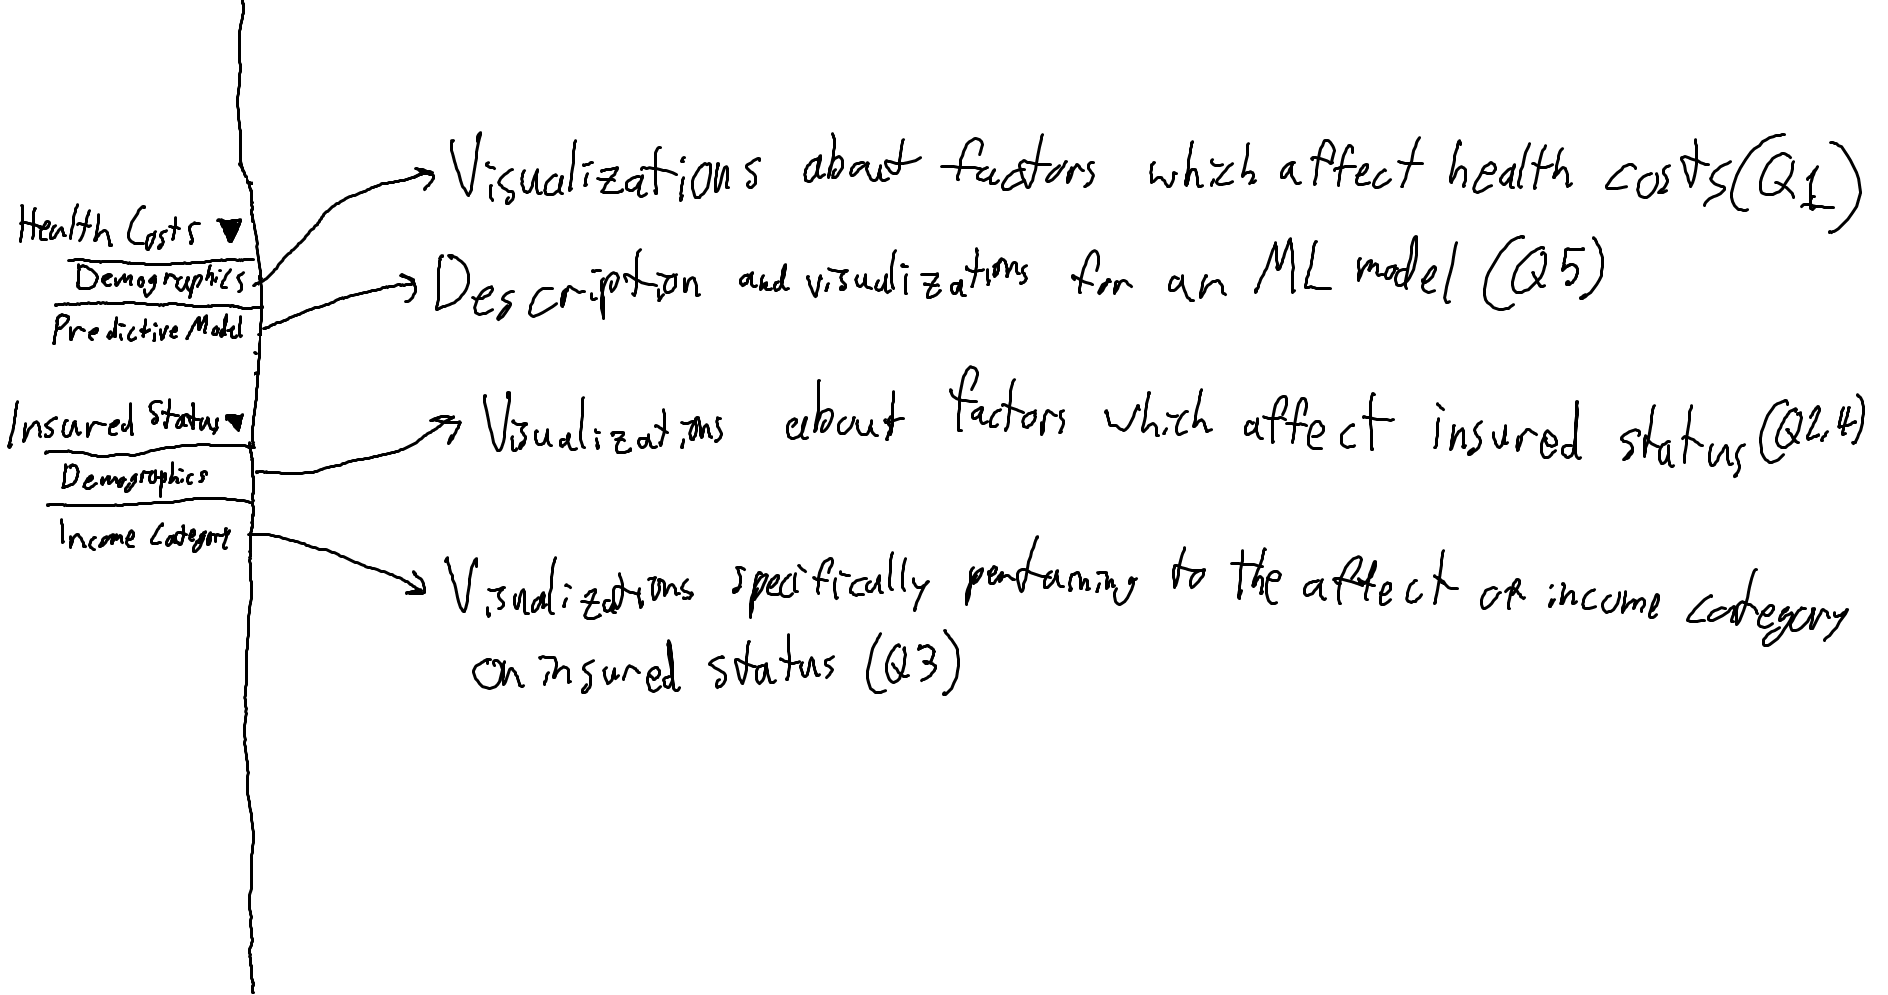 Visualizations about factors which affect health costs (Q1)
Health Costs ▼
Demographics
Description and visualizations for an ML model (Q5)
Predictive Model
Insured Status ▼
Visualizations about factors which affect insured status (Q2,4)
Demographics
Income Category
Visualizations specifically pertaining to the affect of income category
on insured status (Q3)